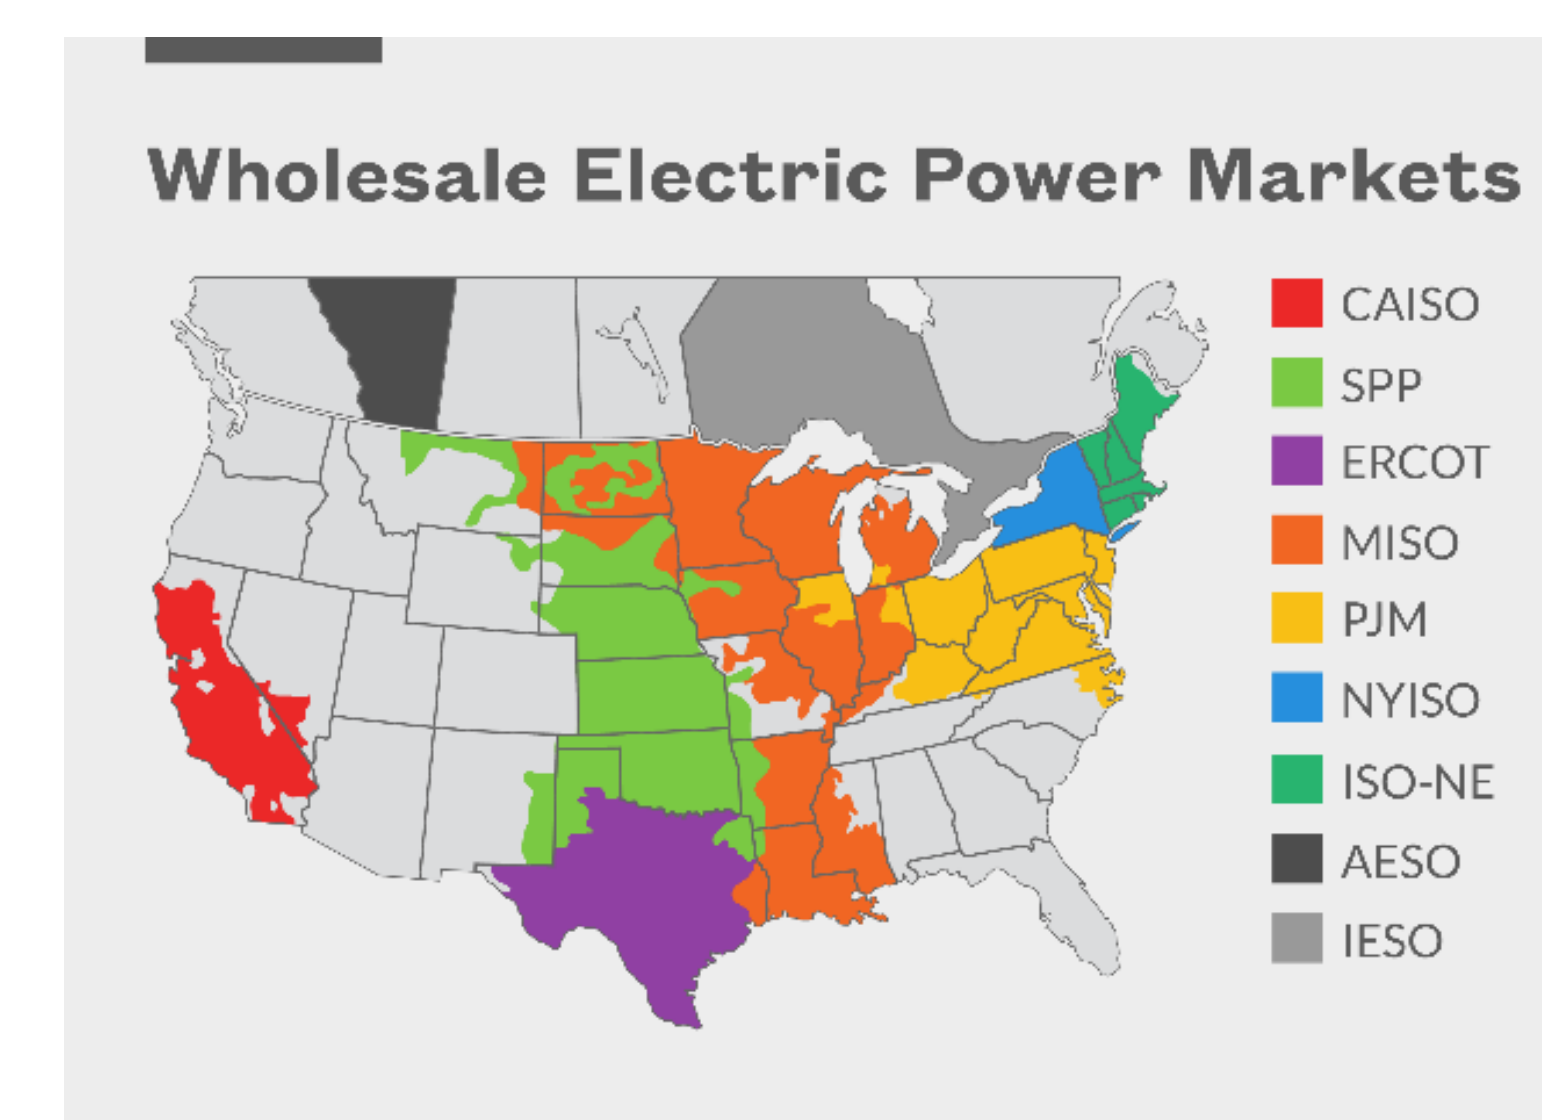 Wholesale Electric Power Markets
CAISO
SPP
ERCOT
MISO
PJM
NYISO
ISO-NE
AESO
IESO